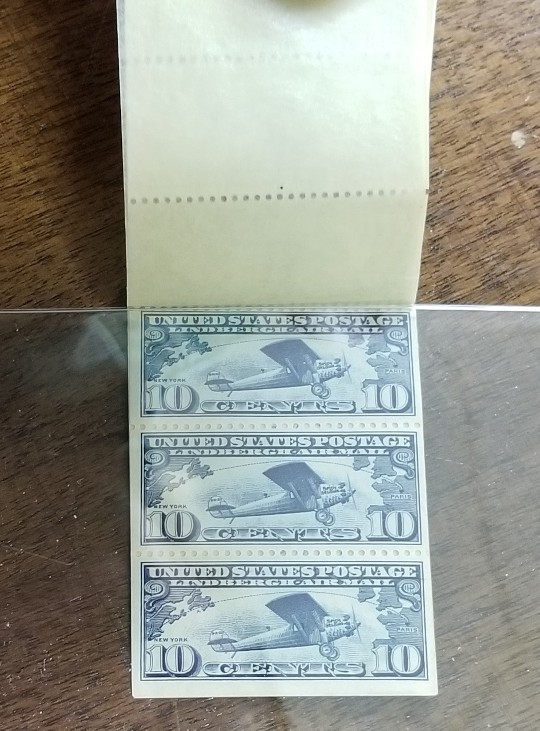 UNITED STATES POSTAGE
LINDBERGH AIR MAIL
NEW YORK
PARIS
10 CENTS 10
UNITED STATES POSTAGE
LINDBERGH AIR MAIL
NEW YORK
PARIS
10 CENTS 10
UNITED STATES POSTAGE
LINDBERGH AIR MAIL
NEW YORK
PARIS
10 CENTS 10